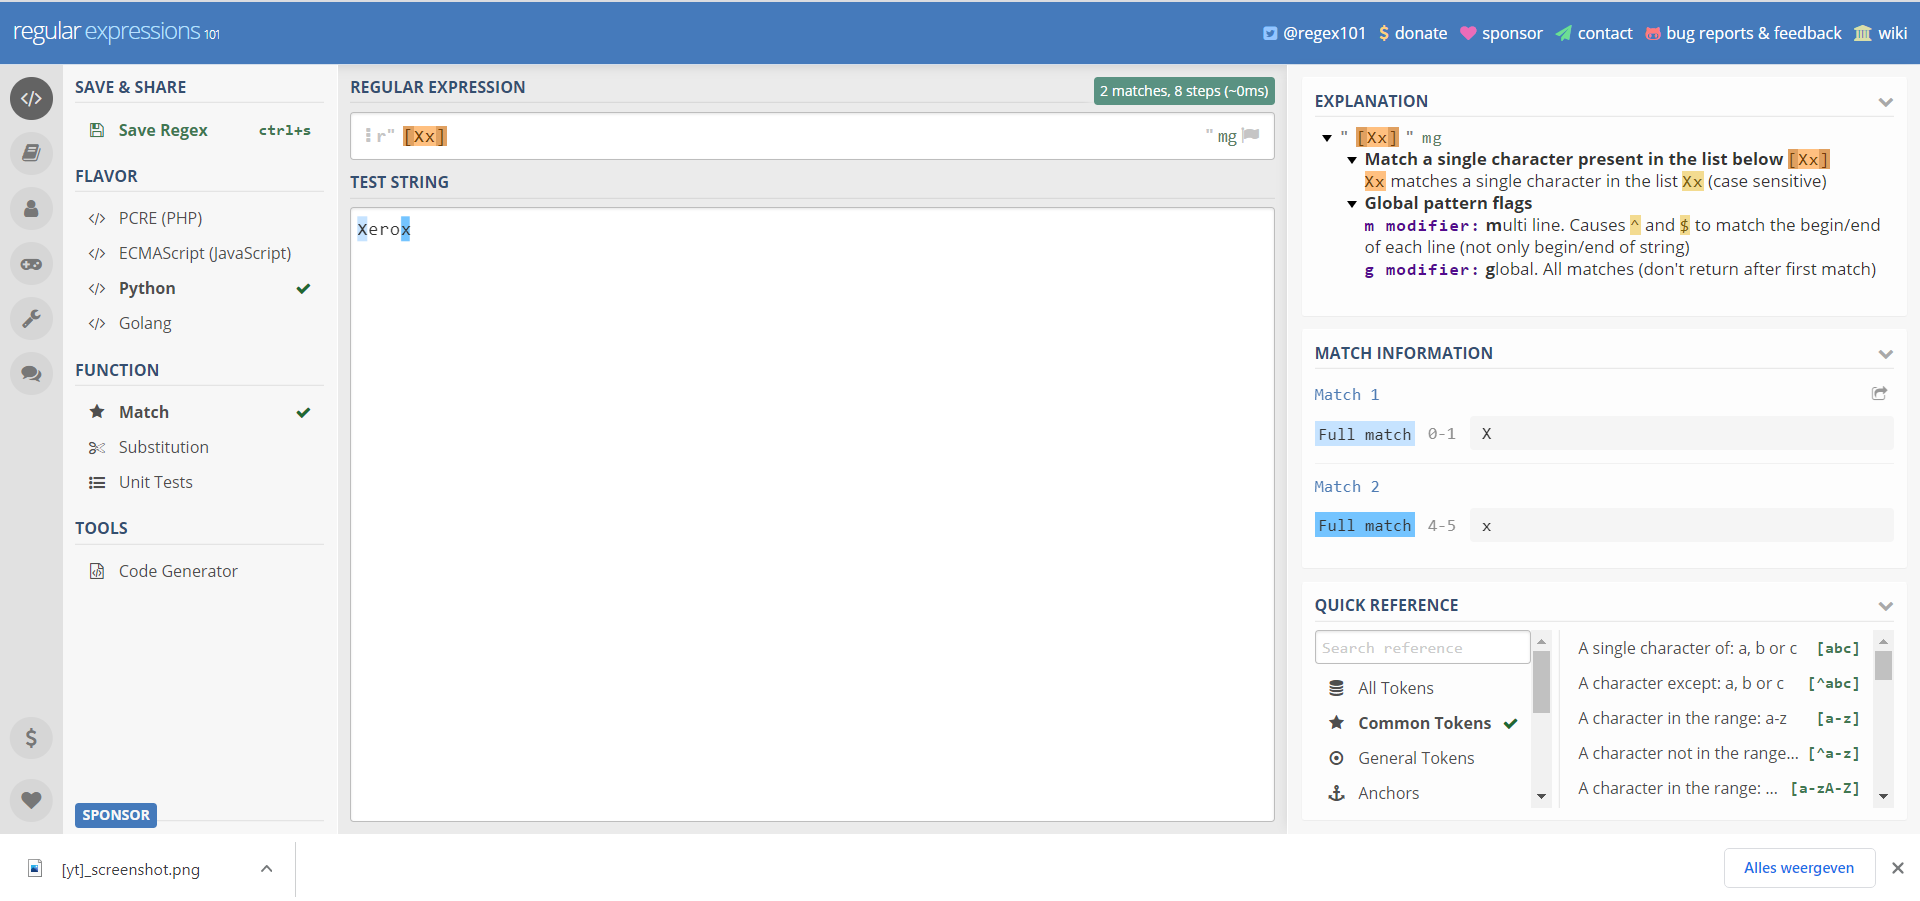 regular expressions 101
@regex101 $ donate sponsor contact bug reports & feedback wiki
SAVE & SHARE
Save Regex ctrl+s
FLAVOR
PCRE (PHP)
ECMAScript (JavaScript)
Python
Golang
FUNCTION
Match
Substitution
Unit Tests
TOOLS
Code Generator
SPONSOR
REGULAR EXPRESSION
2 matches, 8 steps (~0ms)
r" [Xx] " mg
TEST STRING
Xerox
EXPLANATION
" [Xx] " mg
Match a single character present in the list below [Xx]
Xx matches a single character in the list Xx (case sensitive)
Global pattern flags
m modifier: multi line. Causes ^ and $ to match the begin/end
of each line (not only begin/end of string)
g modifier: global. All matches (don't return after first match)
MATCH INFORMATION
Match 1
Full match 0-1 X
Match 2
Full match 4-5 x
QUICK REFERENCE
Search reference
All Tokens
Common Tokens
General Tokens
Anchors
A single character of: a, b or c [abc]
A character except: a, b or c [^abc]
A character in the range: a-z [a-z]
A character not in the range... [^a-z]
A character in the range: ... [a-zA-Z]
$
[yt]_screenshot.png
Alles weergeven